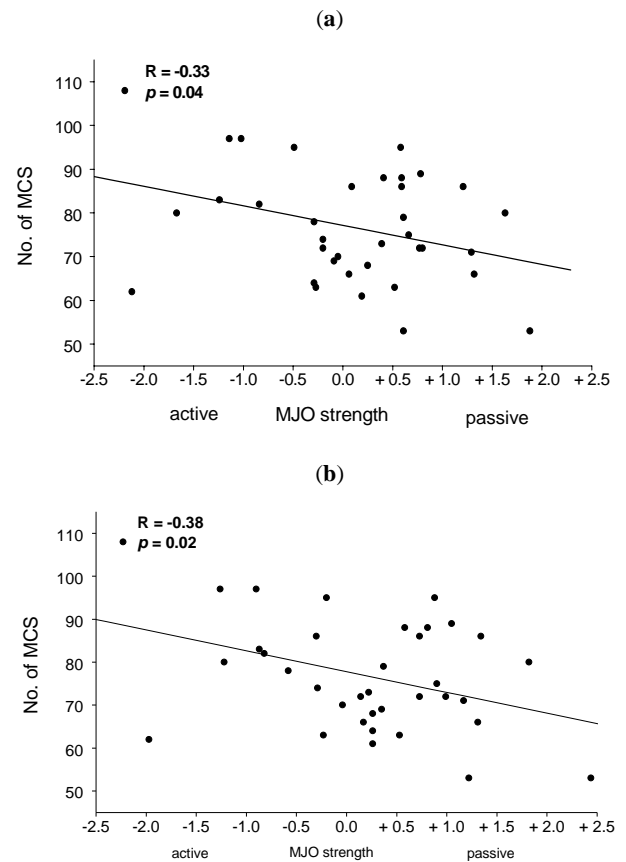 (a)
R = -0.33
p = 0.04
110
100
90
80
70
60
50
No. of MCS
-2.5 -2.0 -1.5 -1.0 -0.5 0.0 + 0.5 + 1.0 + 1.5 + 2.0 + 2.5
active MJO strength passive
(b)
R = -0.38
p = 0.02
110
100
90
80
70
60
50
No. of MCS
-2.5 -2.0 -1.5 -1.0 -0.5 0.0 + 0.5 + 1.0 + 1.5 + 2.0 + 2.5
active MJO strength passive